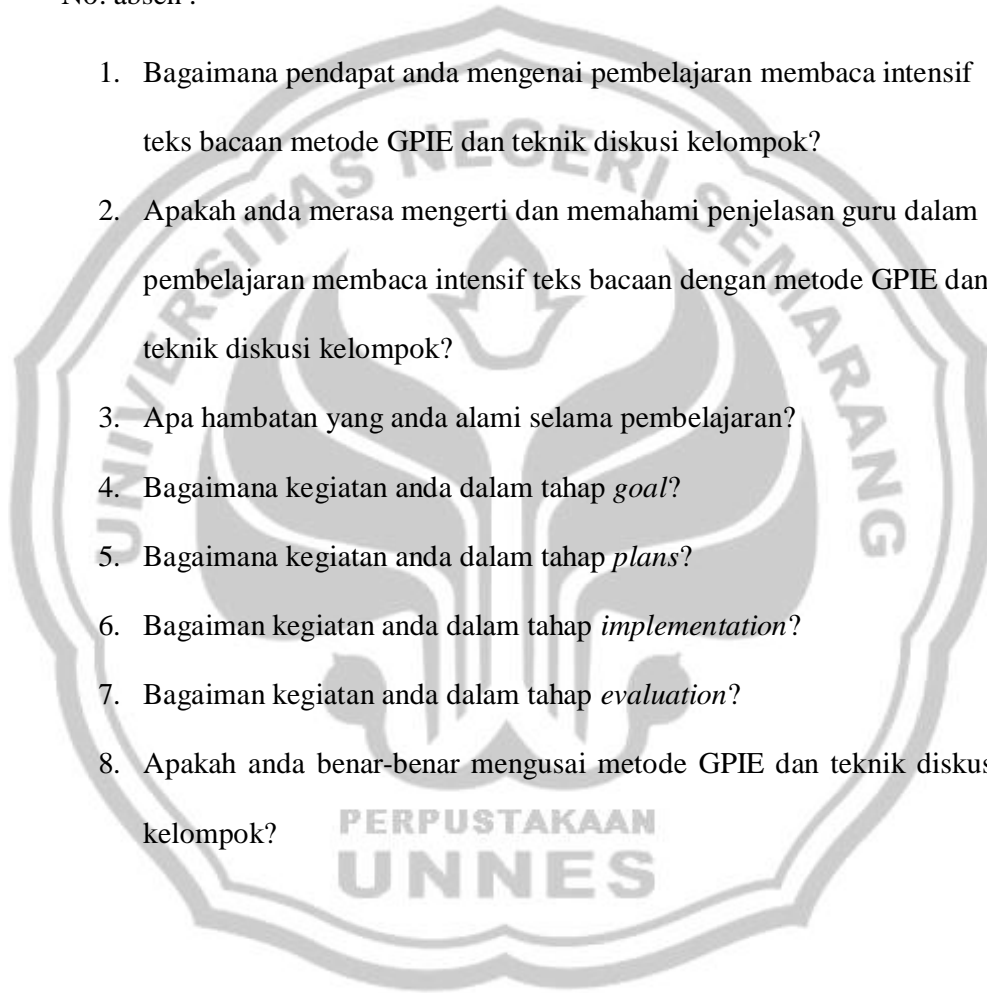 No. absen :
1. Bagaimana pendapat anda mengenai pembelajaran membaca intensif
teks bacaan metode GPIE dan teknik diskusi kelompok?
2. Apakah anda merasa mengerti dan memahami penjelasan guru dalam
pembelajaran membaca intensif teks bacaan dengan metode GPIE dan
teknik diskusi kelompok?
3. Apa hambatan yang anda alami selama pembelajaran?
4. Bagaimana kegiatan anda dalam tahap goal?
5. Bagaimana kegiatan anda dalam tahap plans?
6. Bagaiman kegiatan anda dalam tahap implementation?
7. Bagaiman kegiatan anda dalam tahap evaluation?
8. Apakah anda benar-benar mengusai metode GPIE dan teknik diskus
kelompok?
UNIVERSITAS NEGERI SEMARANG
PERPUSTAKAAN
UNNES